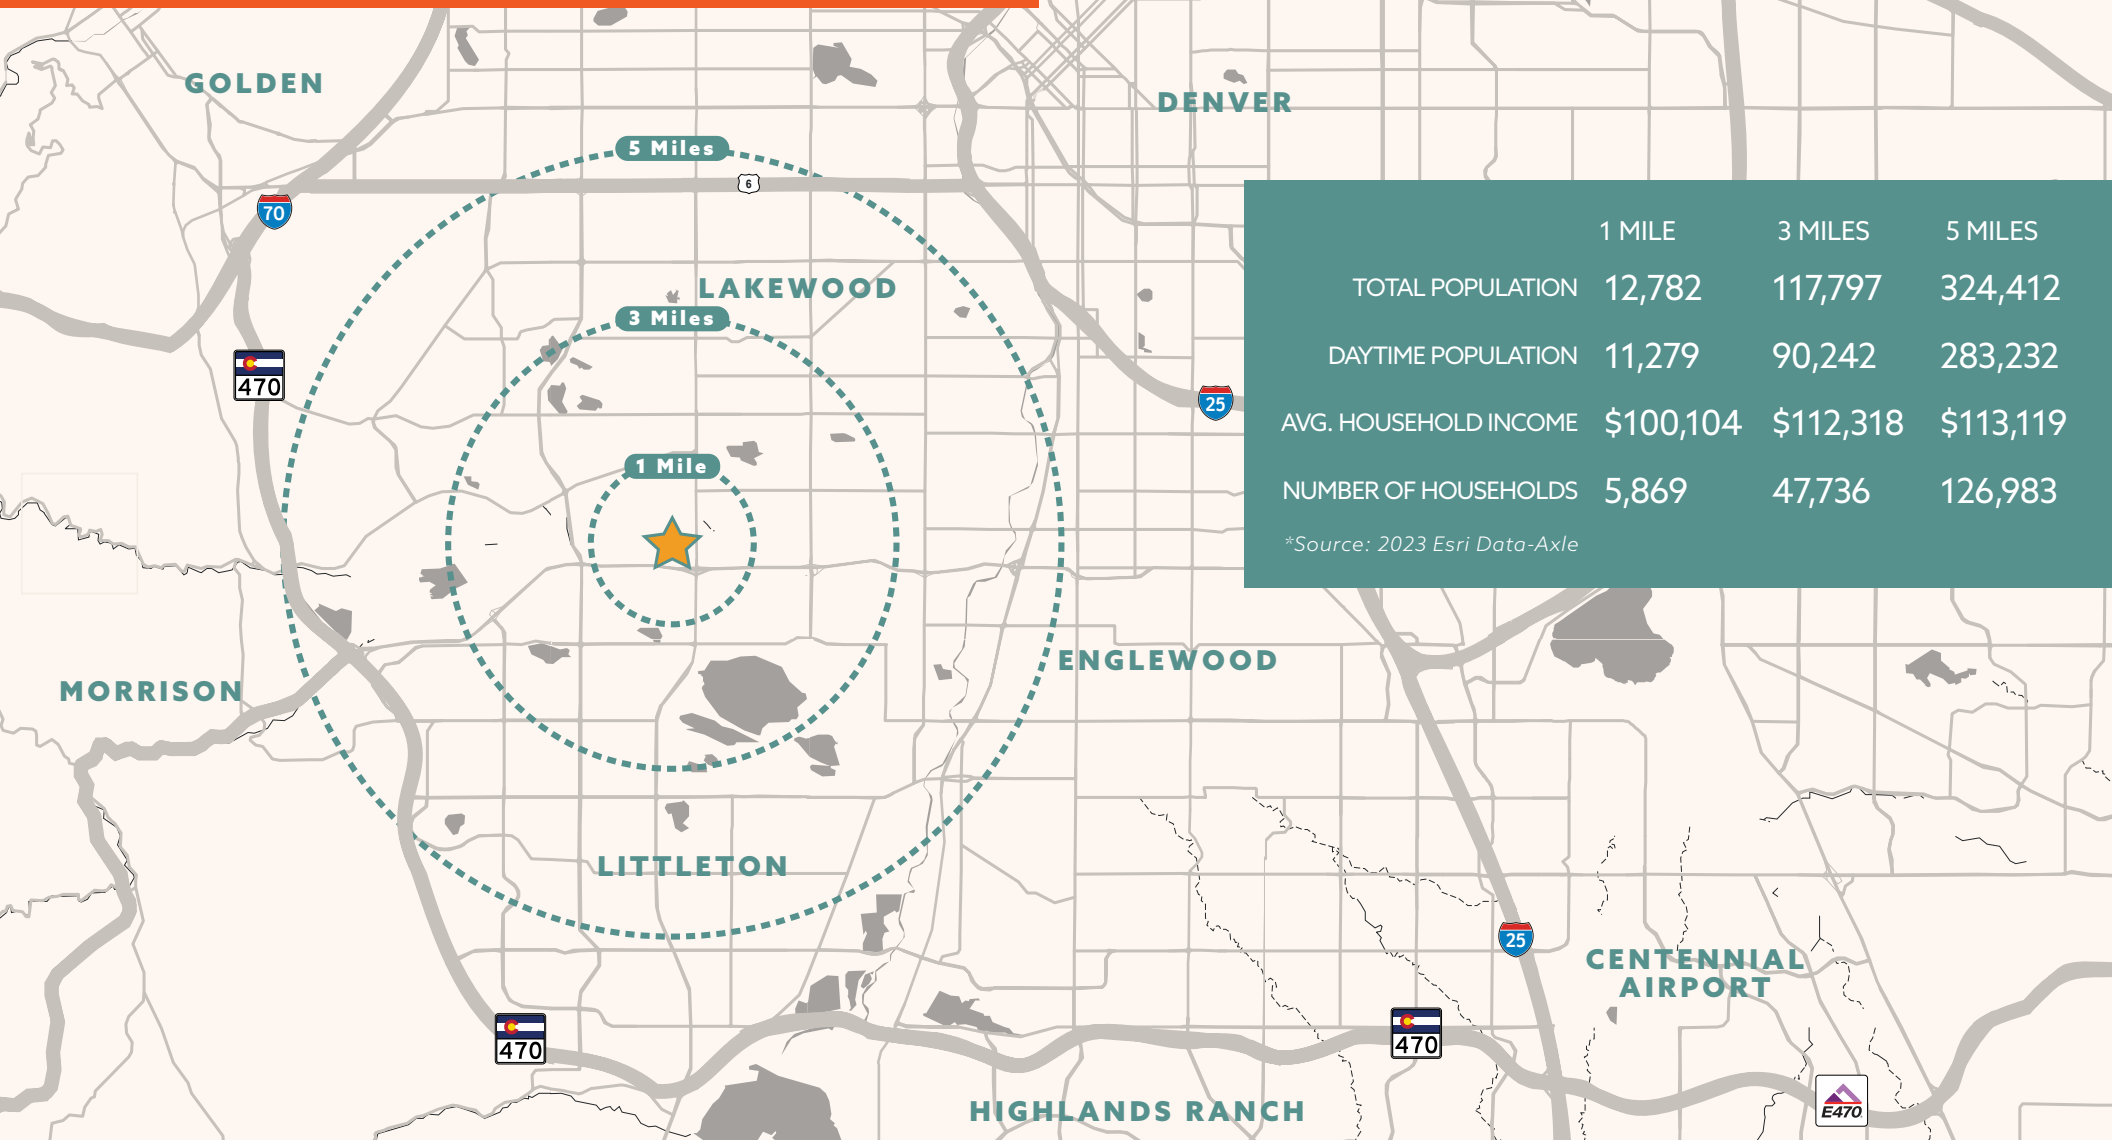 GOLDEN
DENVER
5 Miles
6
70
LAKEWOOD
3 Miles
470
25
1 Mile
1 MILE 3 MILES 5 MILES
TOTAL POPULATION 12,782 117,797 324,412
DAYTIME POPULATION 11,279 90,242 283,232
AVG. HOUSEHOLD INCOME $100,104 $112,318 $113,119
NUMBER OF HOUSEHOLDS 5,869 47,736 126,983
*Source: 2023 Esri Data-Axle
ENGLEWOOD
MORRISON
LITTLETON
25
CENTENNIAL
AIRPORT
470
470
E470
HIGHLANDS RANCH